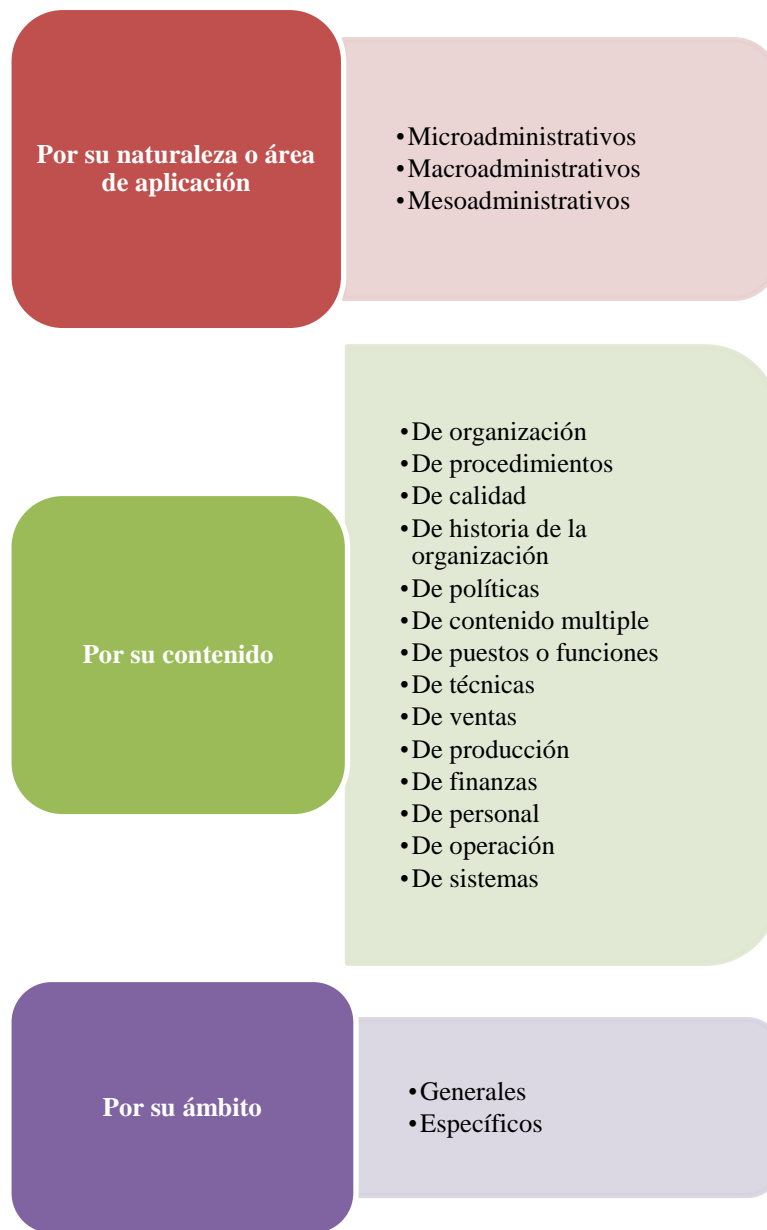 Por su naturaleza o área
de aplicación
•Microadministrativos
•Macroadministrativos
•Mesoadministrativos
Por su contenido
•De organización
•De procedimientos
•De calidad
•De historia de la
organización
•De políticas
•De contenido multiple
•De puestos o funciones
•De técnicas
•De ventas
•De producción
•De finanzas
•De personal
•De operación
•De sistemas
Por su ámbito
•Generales
•Específicos